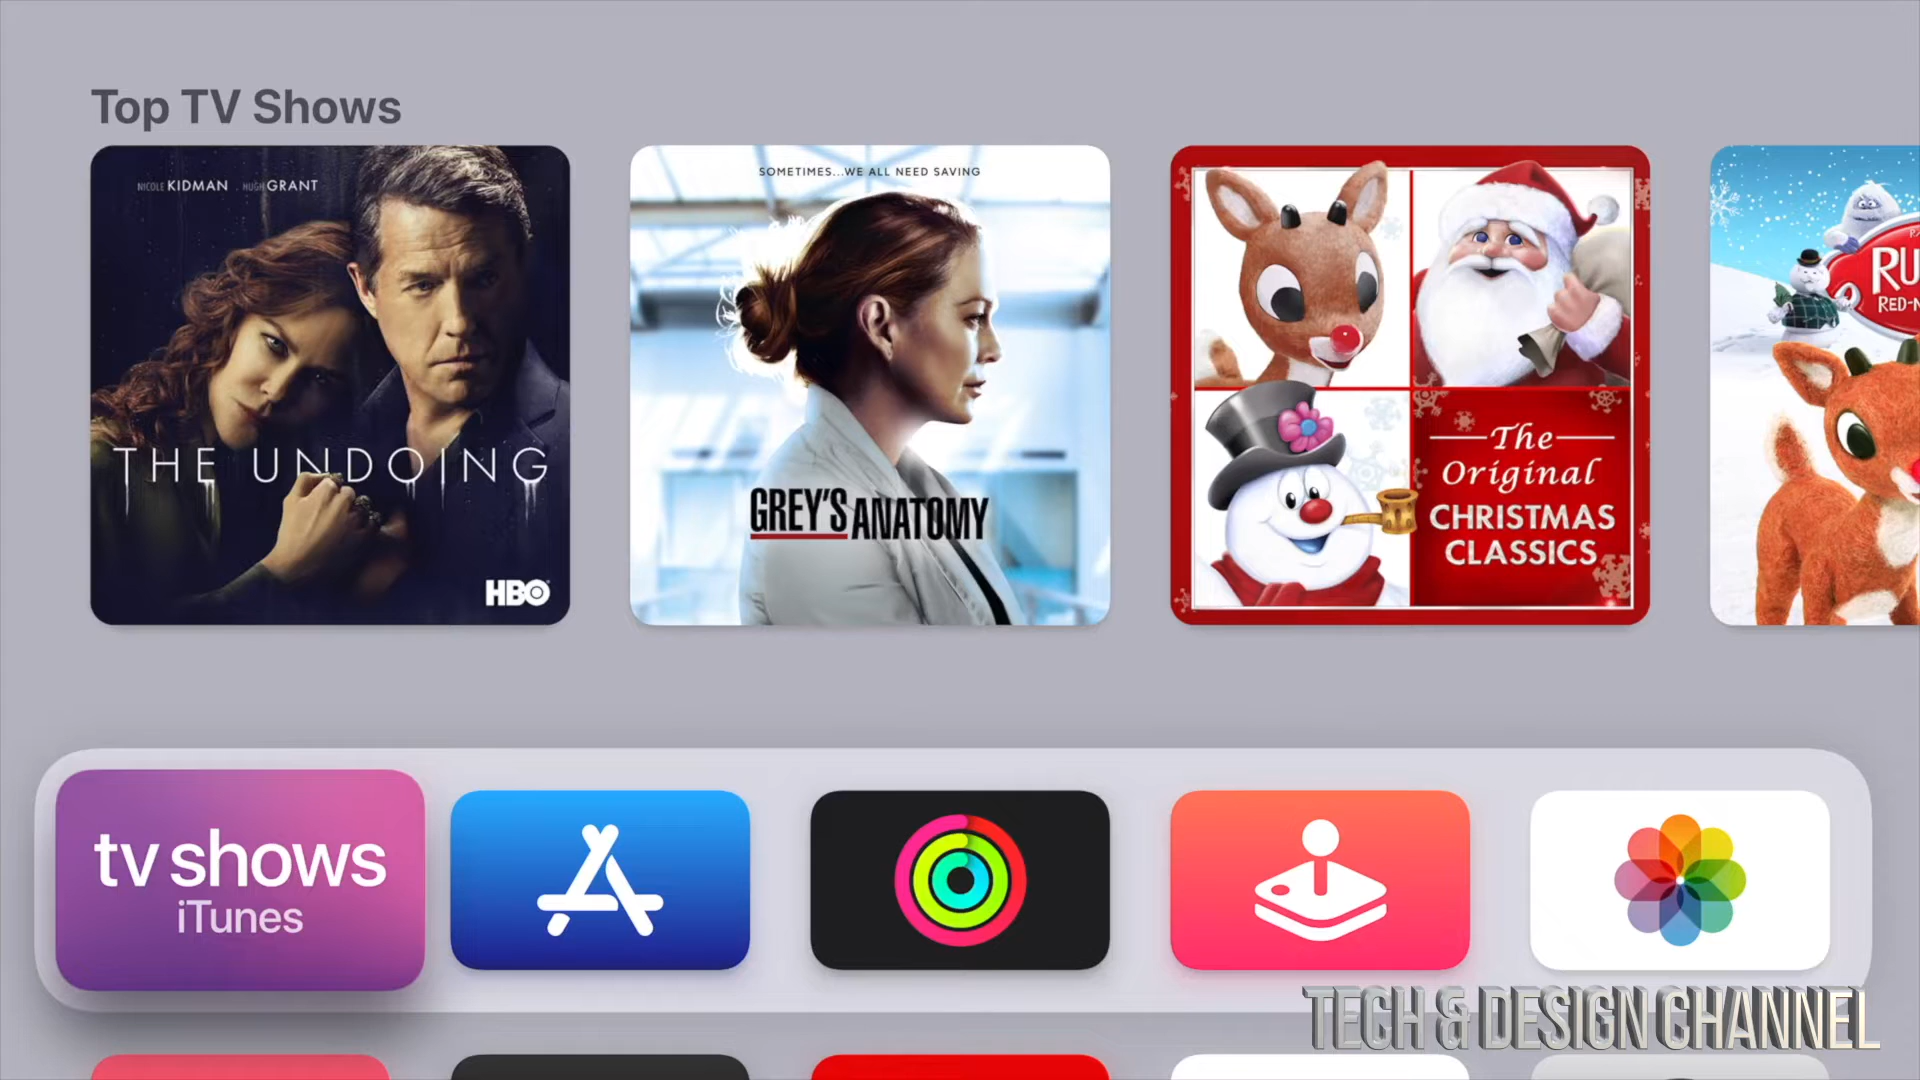 Top TV Shows
NICOLE KIDMAN . HUGH GRANT
THE UNDOING
HBO
SOMETIMES...WE ALL NEED SAVING
GREY'S ANATOMY
The
Original
CHRISTMAS
CLASSICS
RU
RED-N
tv shows
iTunes
TECH & DESIGN CHANNEL